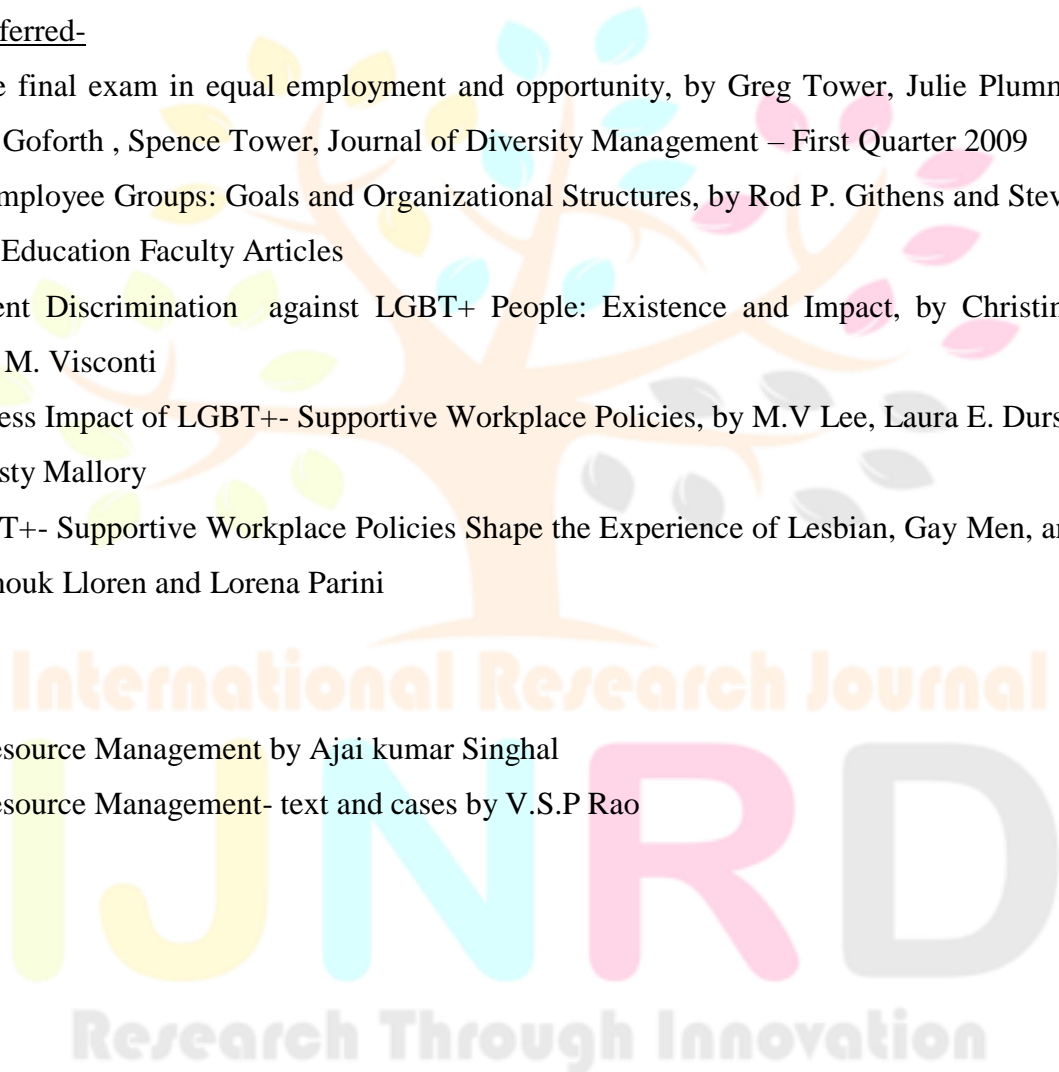 ferred-
e final exam in equal employment and opportunity, by Greg Tower, Julie Plumm
Goforth , Spence Tower, Journal of Diversity Management – First Quarter 2009
mployee Groups: Goals and Organizational Structures, by Rod P. Githens and Stev
Education Faculty Articles
ent Discrimination against LGBT+ People: Existence and Impact, by Christin
M. Visconti
ess Impact of LGBT+- Supportive Workplace Policies, by M.V Lee, Laura E. Durs
sty Mallory
T+- Supportive Workplace Policies Shape the Experience of Lesbian, Gay Men, an
nouk Lloren and Lorena Parini
International Research Journal
esource Management by Ajai kumar Singhal
esource Management- text and cases by V.S.P Rao
IJNRD
Research Through Innovation